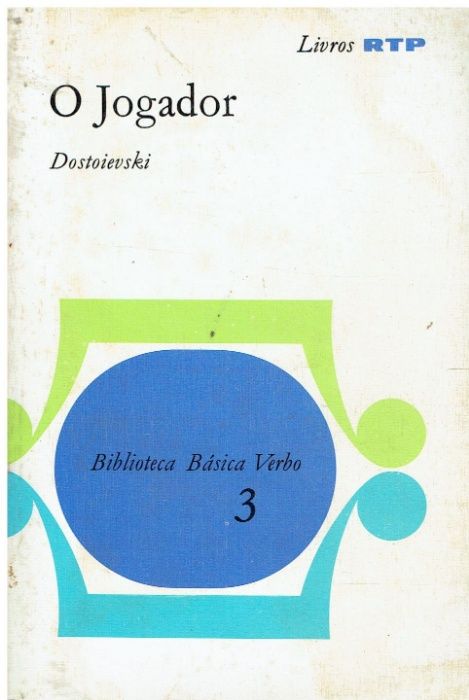 Livros RTP
O Jogador
Dostoievski
Biblioteca Básica Verbo
3